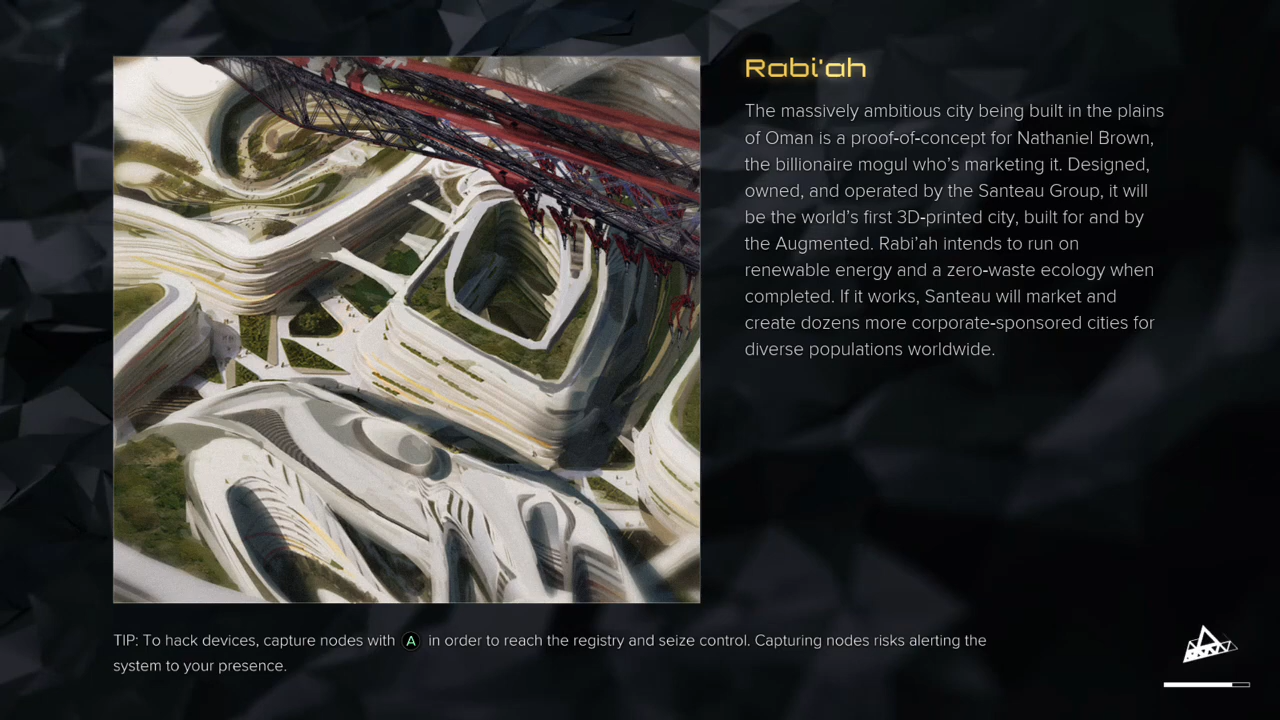 Rabi'ah
The massively ambitious city being built in the plains
of Oman is a proof-of-concept for Nathaniel Brown,
the billionaire mogul who's marketing it. Designed,
owned, and operated by the Santeau Group, it will
be the world's first 3D-printed city, built for and by
the Augmented. Rabi'ah intends to run on
renewable energy and a zero-waste ecology when
completed. If it works, Santeau will market and
create dozens more corporate-sponsored cities for
diverse populations worldwide.
TIP: To hack devices, capture nodes with A in order to reach the registry and seize control. Capturing nodes risks alerting the
system to your presence.